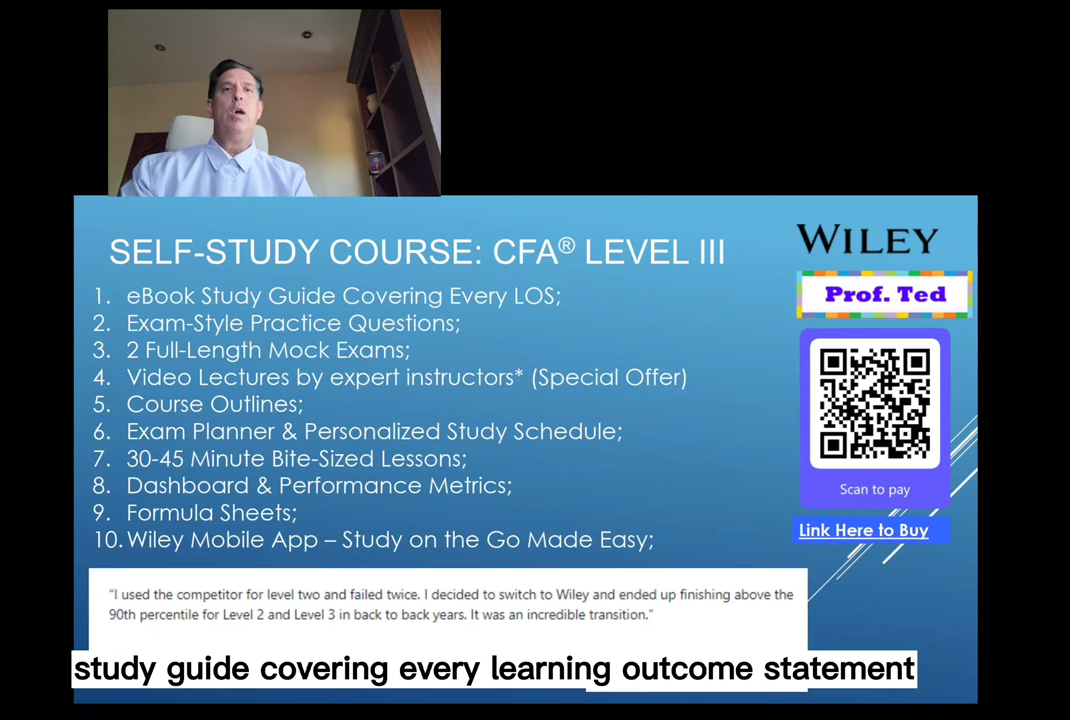 SELF-STUDY COURSE: CFA® LEVEL III
1. eBook Study Guide Covering Every LOS;
2. Exam-Style Practice Questions;
3. 2 Full-Length Mock Exams;
4. Video Lectures by expert instructors* (Special Offer)
5. Course Outlines;
6. Exam Planner & Personalized Study Schedule;
7. 30-45 Minute Bite-Sized Lessons;
8. Dashboard & Performance Metrics;
9. Formula Sheets;
10. Wiley Mobile App – Study on the Go Made Easy;
WILEY
Prof. Ted
Scan to pay
Link Here to Buy
“I used the competitor for level two and failed twice. I decided to switch to Wiley and ended up finishing above the
90th percentile for Level 2 and Level 3 in back to back years. It was an incredible transition.”
study guide covering every learning outcome statement